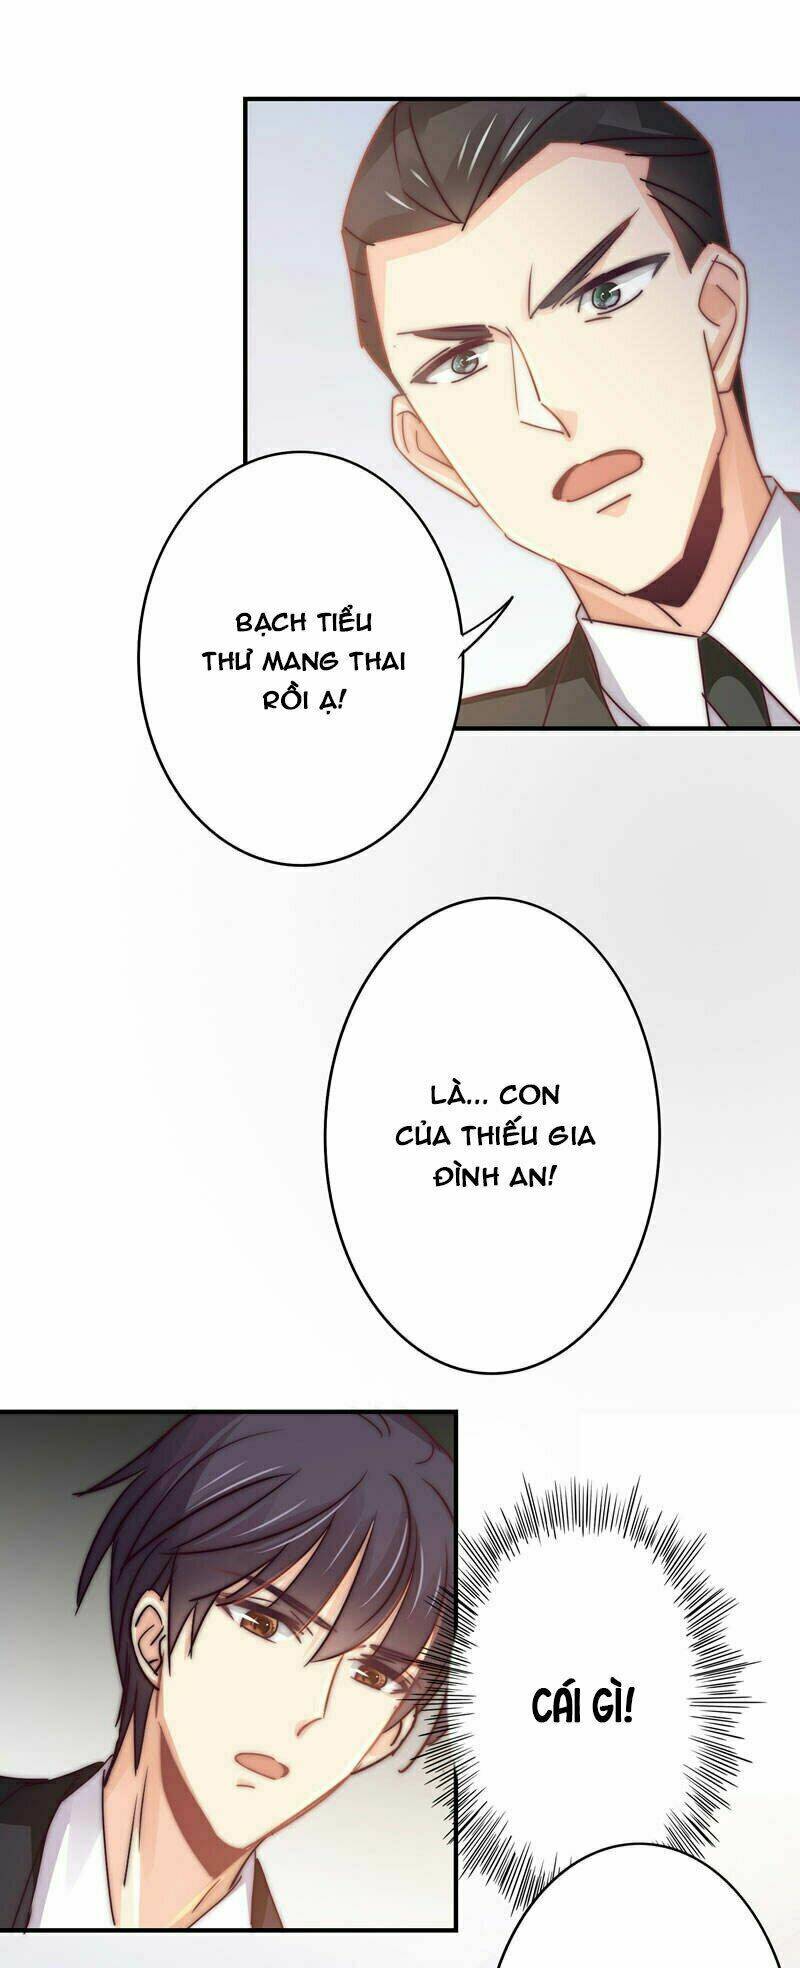 BẠCH TIỂU
THƯ MANG THAI
RỒI Ạ!
LÀ... CON
CỦA THIẾU GIA
ĐÌNH AN!
CÁI GÌ!